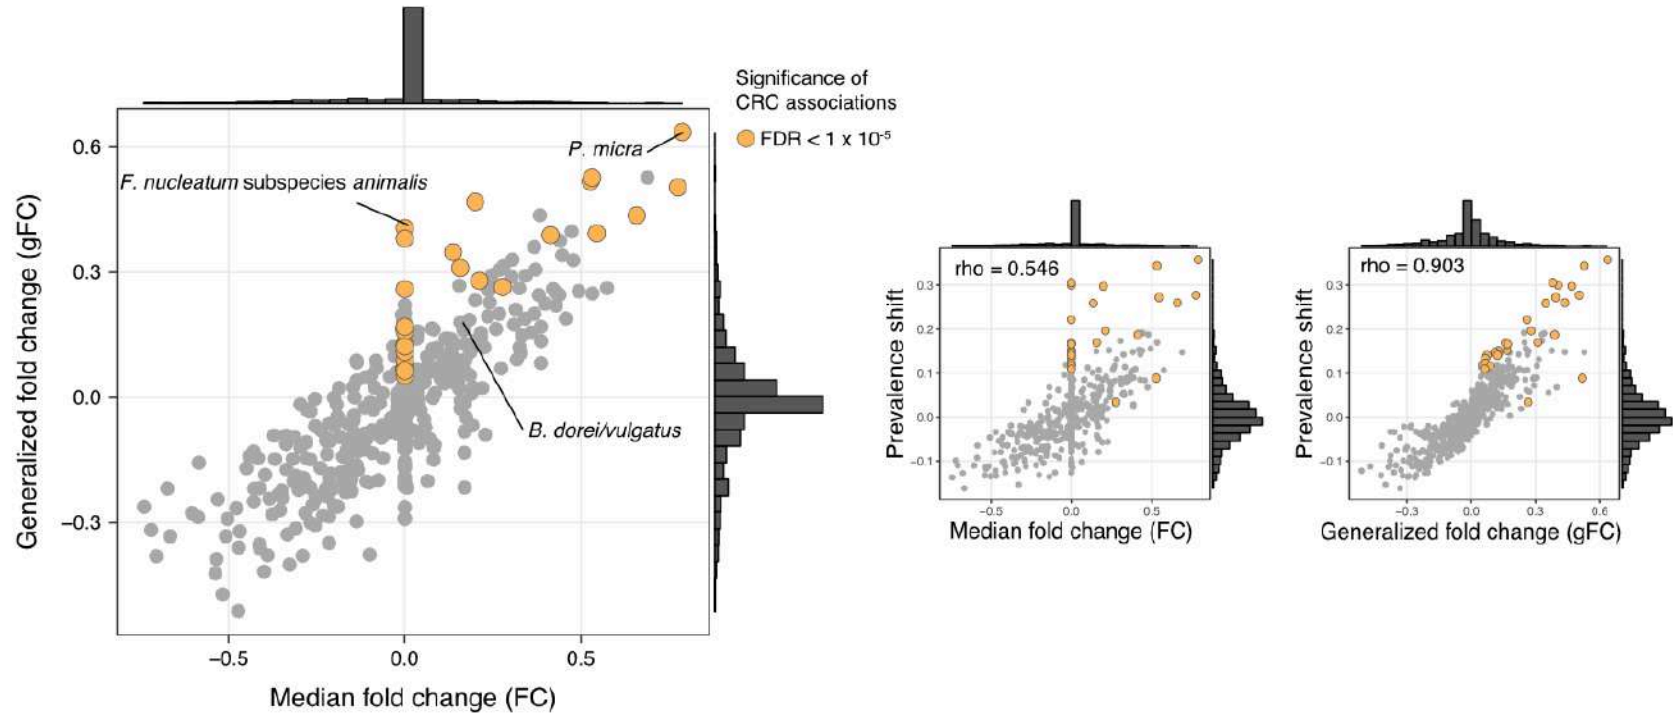 Significance of
CRC associations
FDR < 1 x 10⁻⁵
P. micra
F. nucleatum subspecies animalis
B. dorei/vulgatus
Generalized fold change (gFC)
0.6
0.3
0.0
−0.3
−0.5
0.0
0.5
Median fold change (FC)
rho = 0.546
Prevalence shift
0.3
0.2
0.1
0.0
−0.1
−0.5
0.0
0.5
Median fold change (FC)
rho = 0.903
Prevalence shift
0.3
0.2
0.1
0.0
−0.1
−0.3
0.0
0.3
0.6
Generalized fold change (gFC)